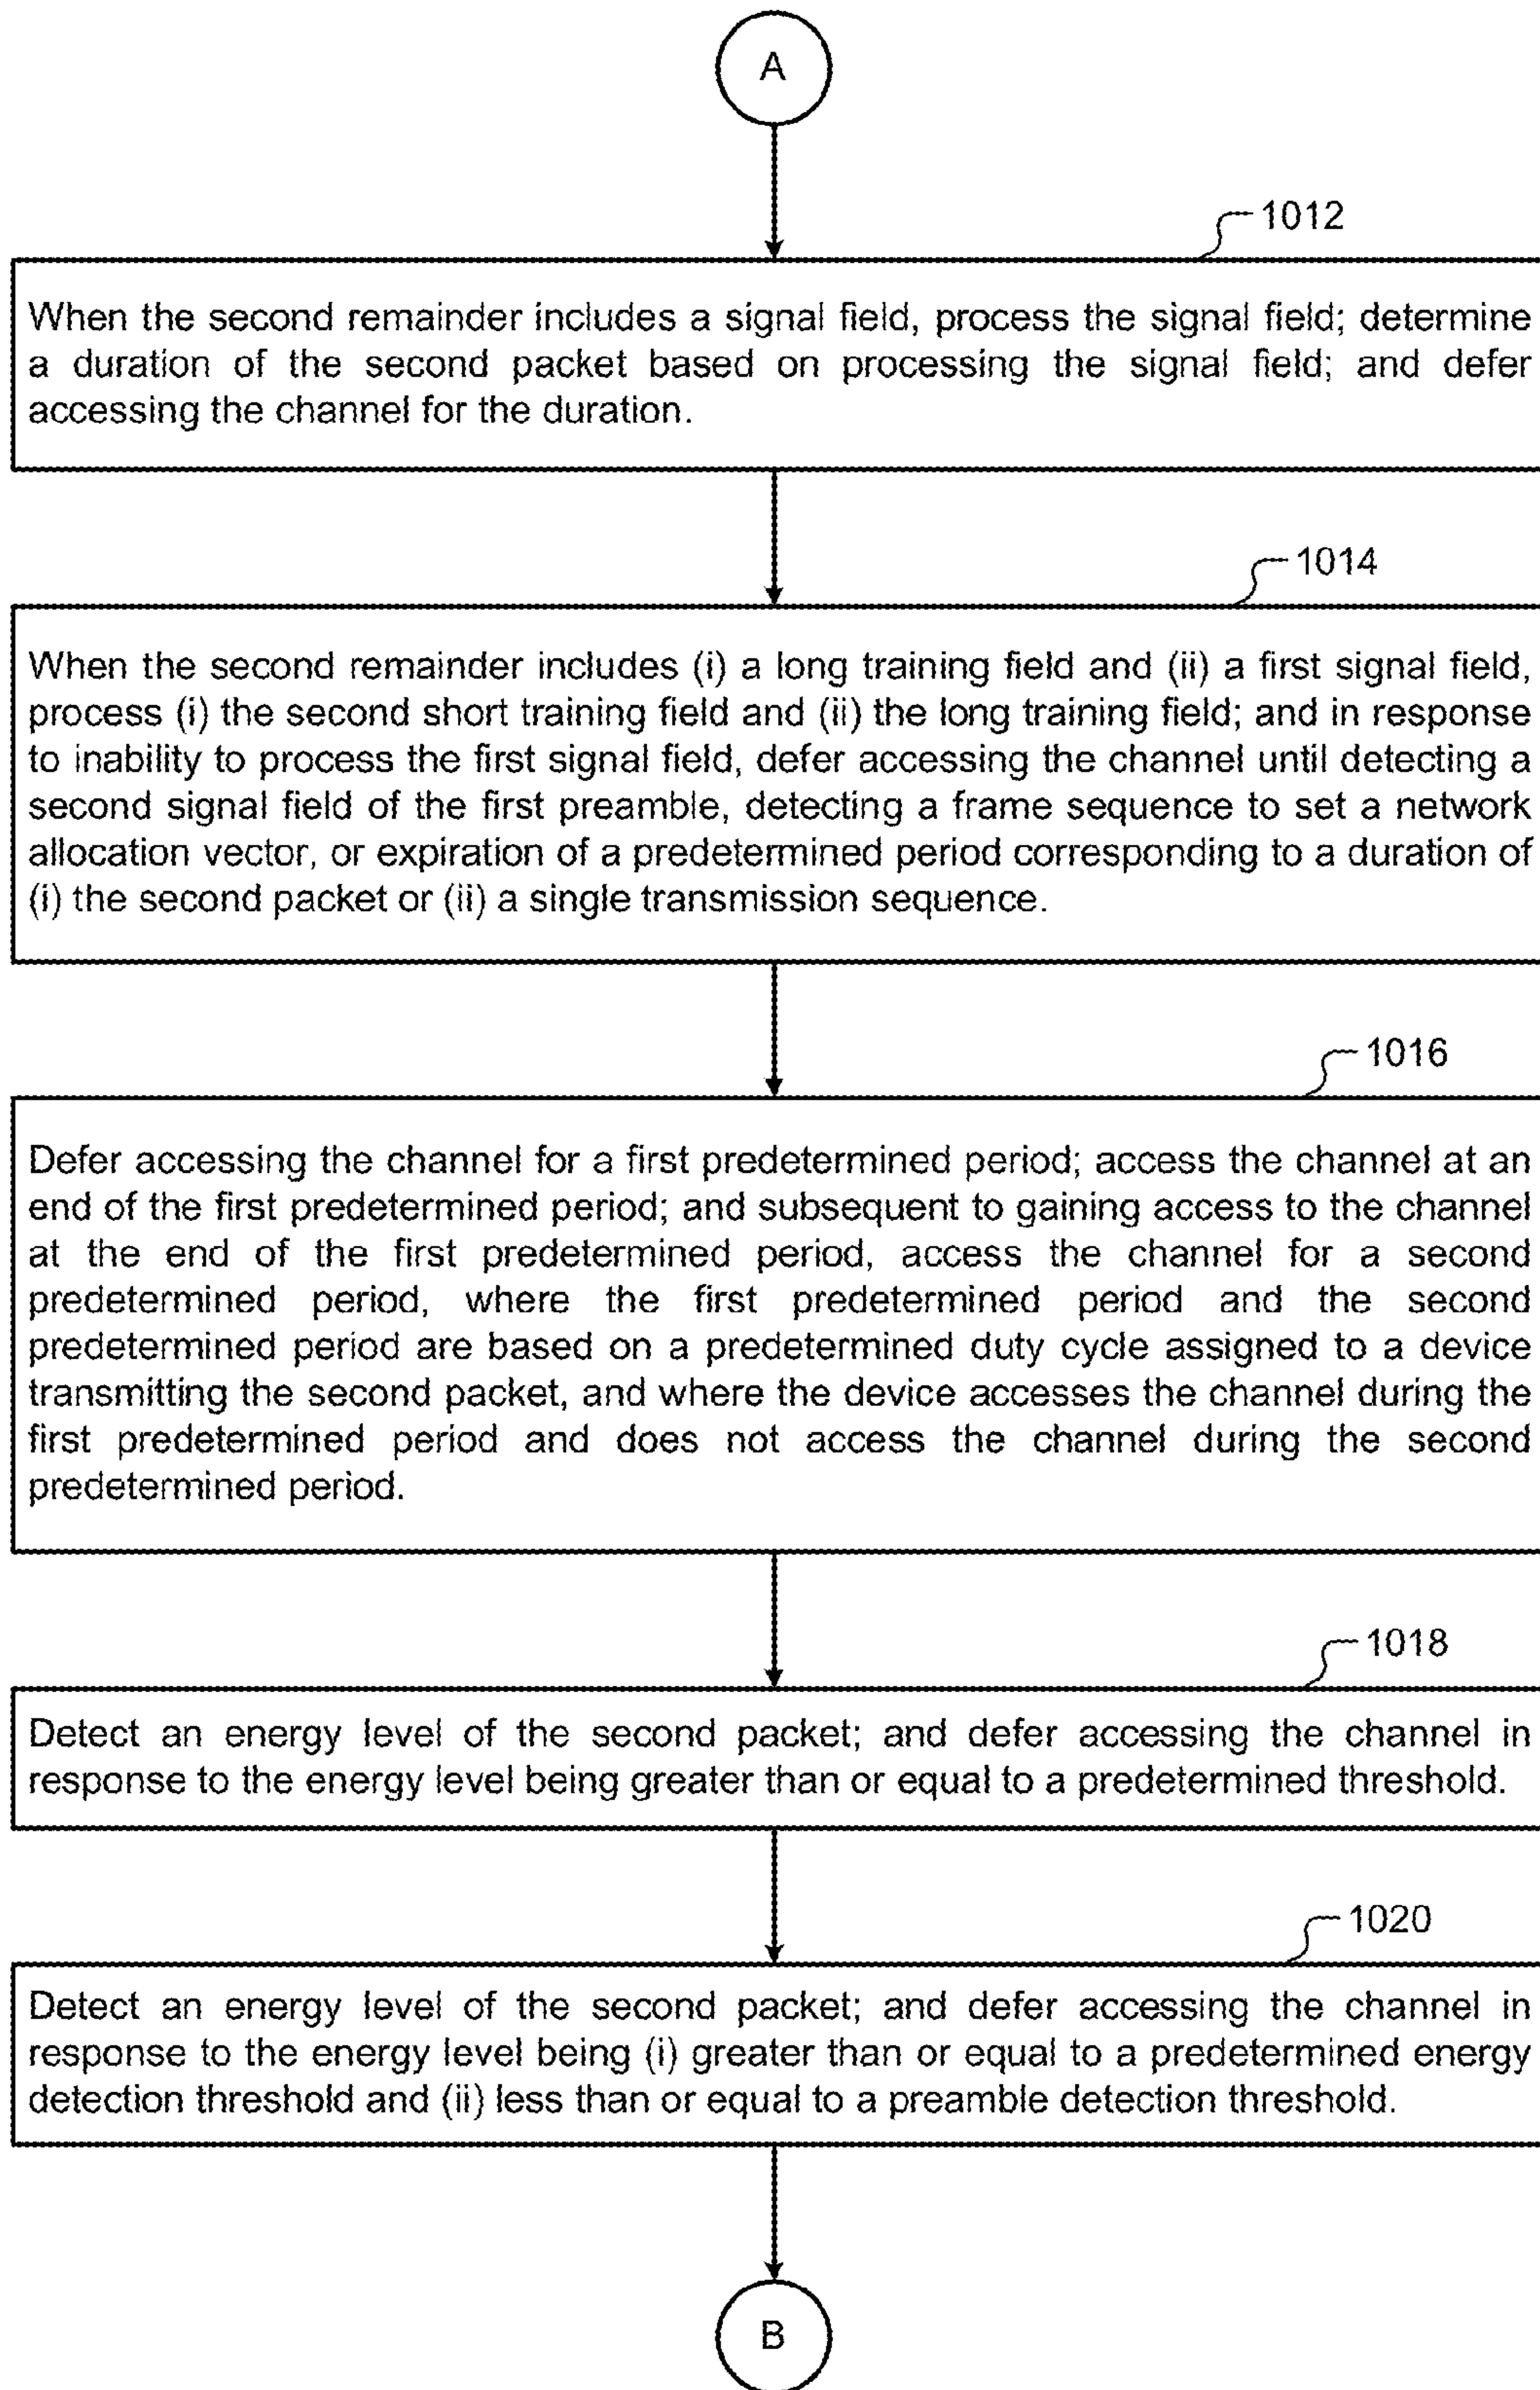 A
1012
When the second remainder includes a signal field, process the signal field; determine
a duration of the second packet based on processing the signal field; and defer
accessing the channel for the duration.
1014
When the second remainder includes (i) a long training field and (ii) a first signal field,
process (i) the second short training field and (ii) the long training field; and in response
to inability to process the first signal field, defer accessing the channel until detecting a
second signal field of the first preamble, detecting a frame sequence to set a network
allocation vector, or expiration of a predetermined period corresponding to a duration of
(i) the second packet or (ii) a single transmission sequence.
1016
Defer accessing the channel for a first predetermined period; access the channel at an
end of the first predetermined period; and subsequent to gaining access to the channel
at the end of the first predetermined period, access the channel for a second
predetermined period, where the first predetermined period and the second
predetermined period are based on a predetermined duty cycle assigned to a device
transmitting the second packet, and where the device accesses the channel during the
first predetermined period and does not access the channel during the second
predetermined period.
1018
Detect an energy level of the second packet; and defer accessing the channel in
response to the energy level being greater than or equal to a predetermined threshold.
1020
Detect an energy level of the second packet; and defer accessing the channel in
response to the energy level being (i) greater than or equal to a predetermined energy
detection threshold and (ii) less than or equal to a preamble detection threshold.
B